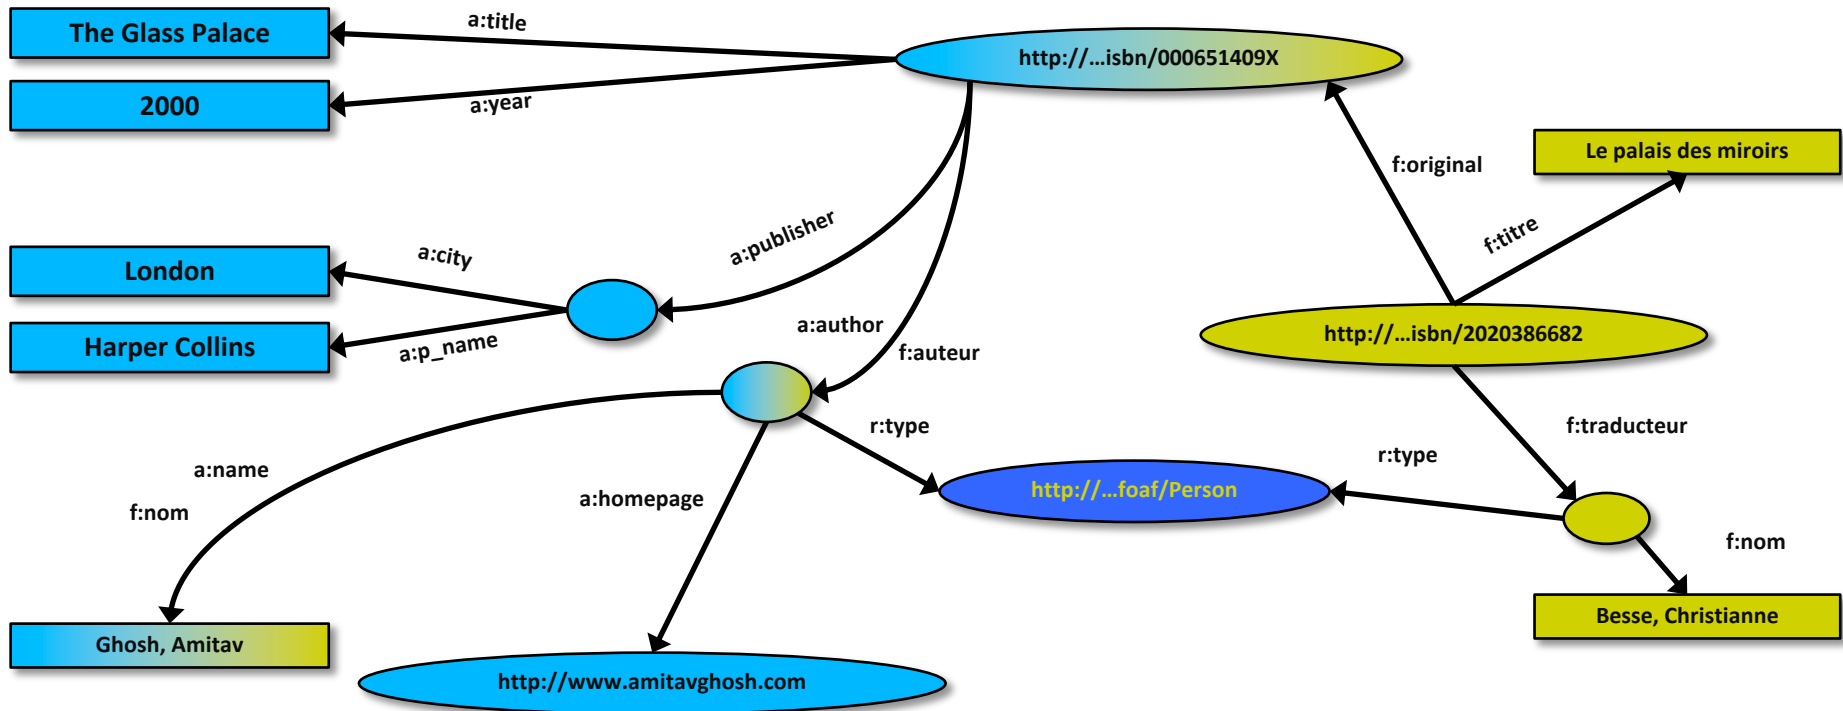 The Glass Palace
a:title
http://...isbn/000651409X
2000
a:year
Le palais des miroirs
f:original
f:titre
a:publisher
London
a:city
Harper Collins
a:p_name
a:author
f:auteur
http://...isbn/2020386682
r:type
f:traducteur
r:type
a:name
f:nom
a:homepage
http://...foaf/Person
f:nom
Ghosh, Amitav
Besse, Christianne
http://www.amitavghosh.com